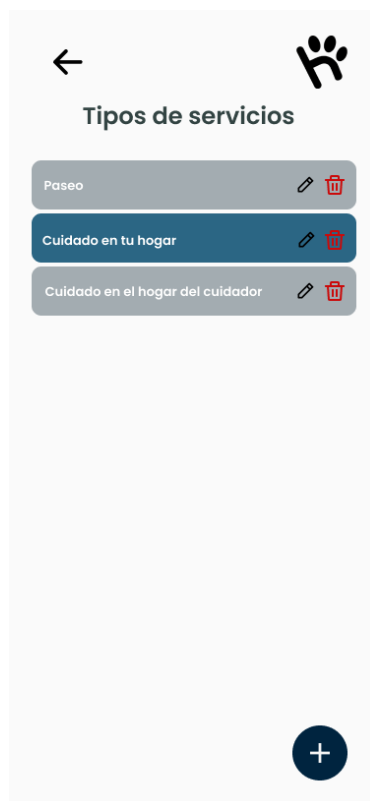 Tipos de servicios
Paseo
Cuidado en tu hogar
Cuidado en el hogar del cuidador